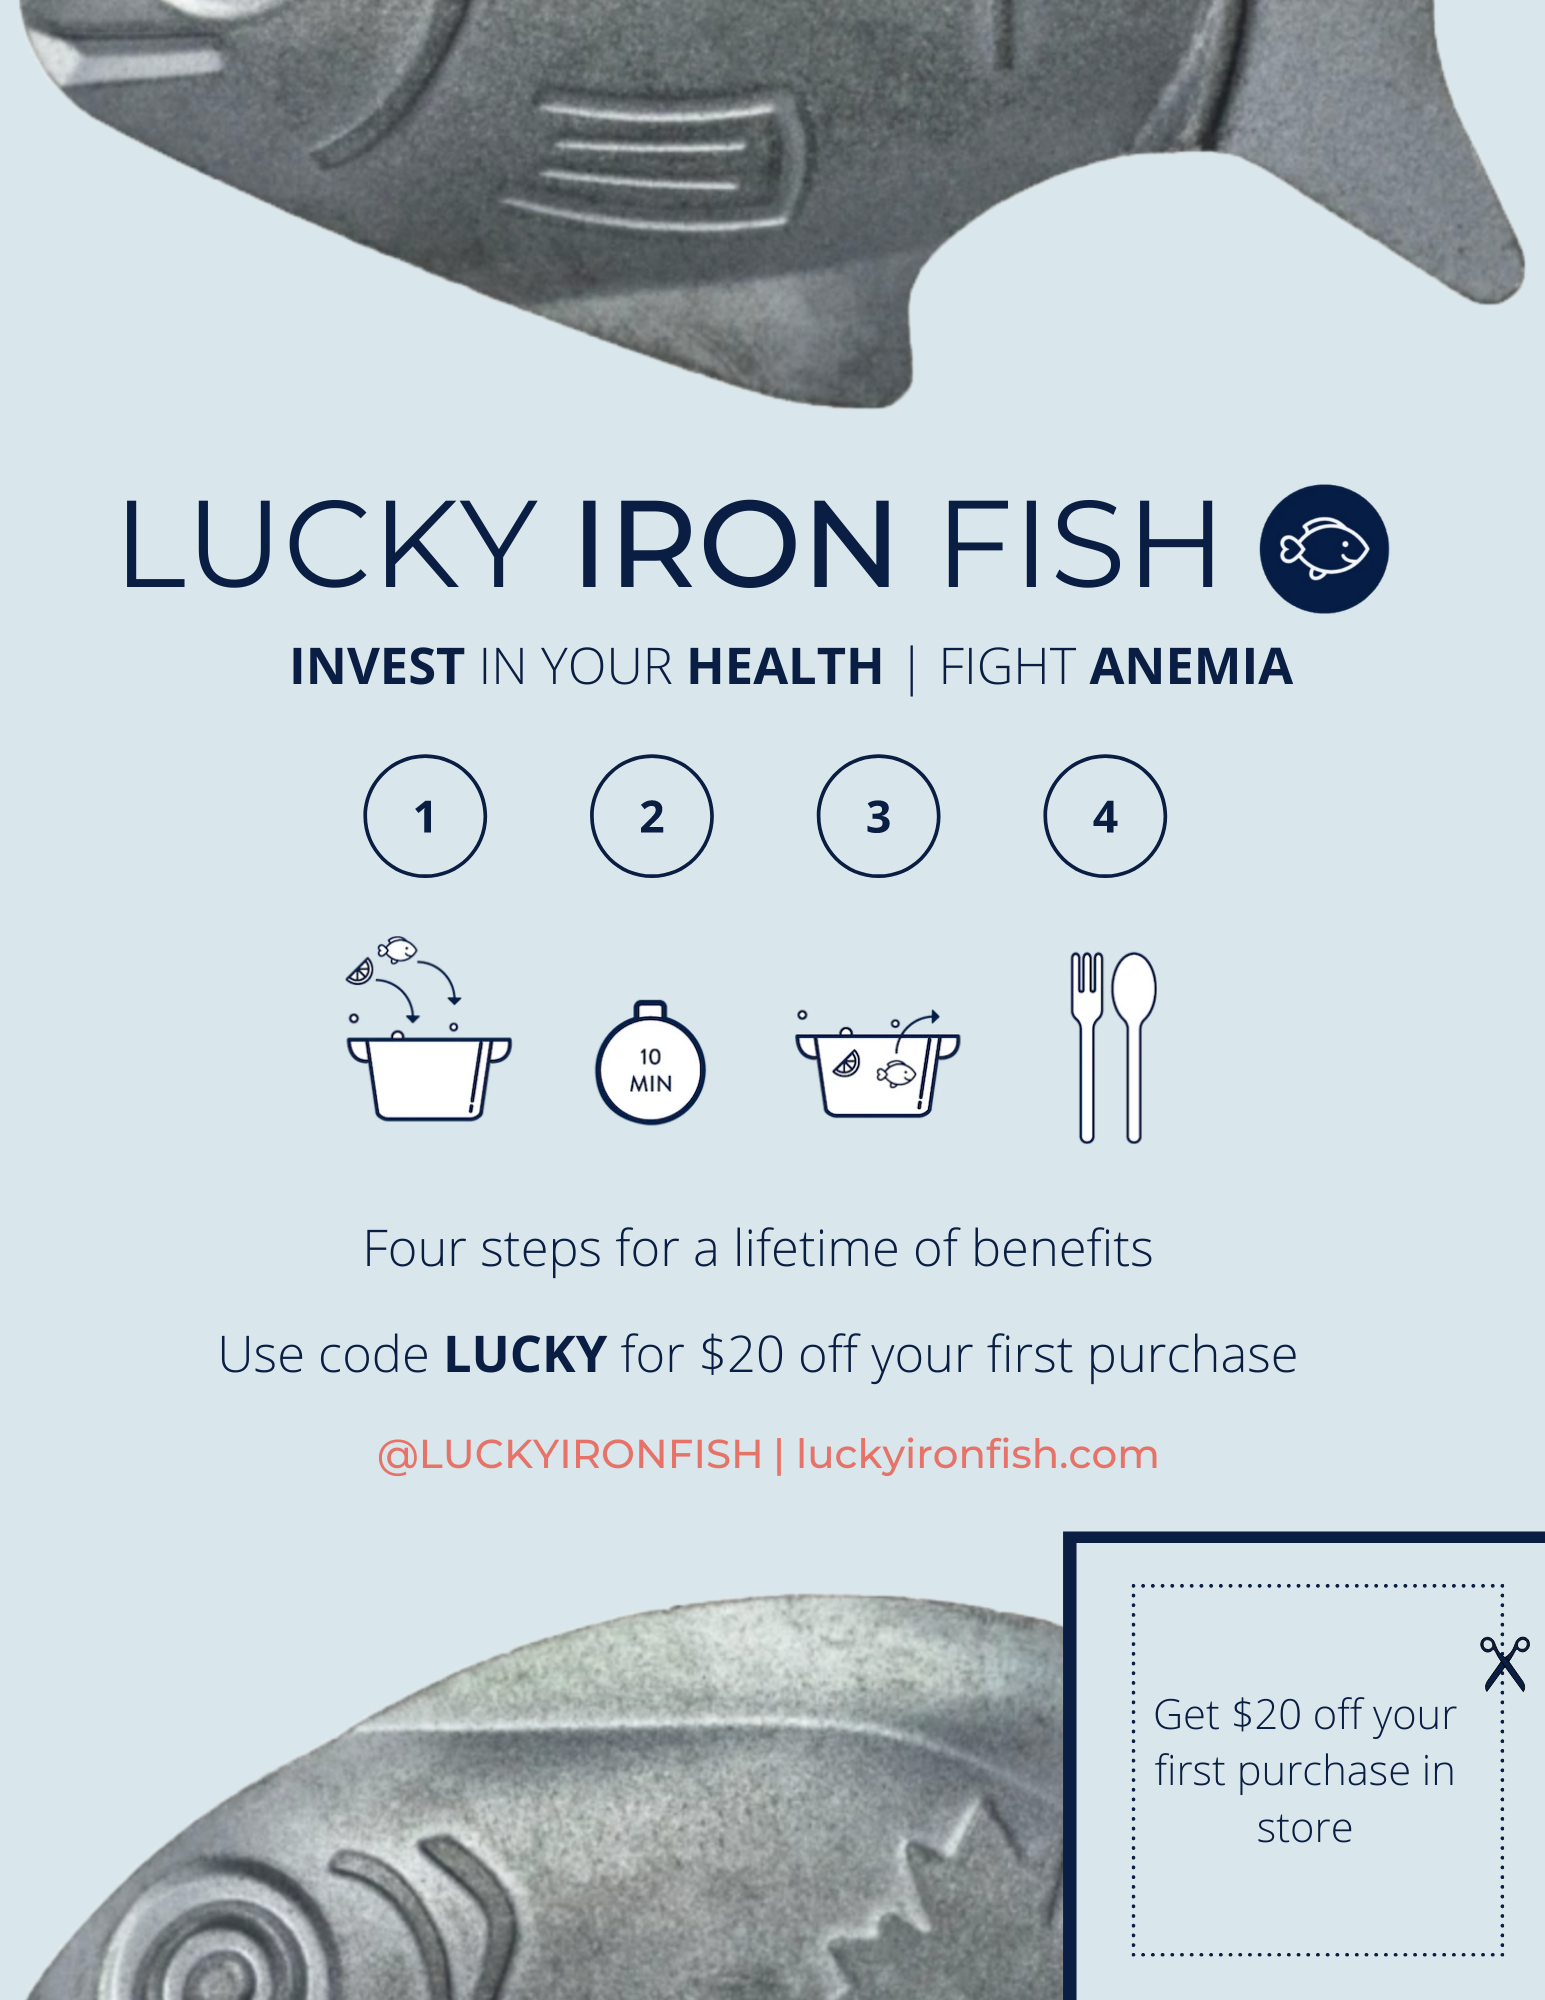 LUCKY IRON FISH
INVEST IN YOUR HEALTH | FIGHT ANEMIA
1 2 3 4
10
MIN
Four steps for a lifetime of benefits
Use code LUCKY for $20 off your first purchase
@LUCKYIRONFISH | luckyironfish.com
Get $20 off your
first purchase in
store